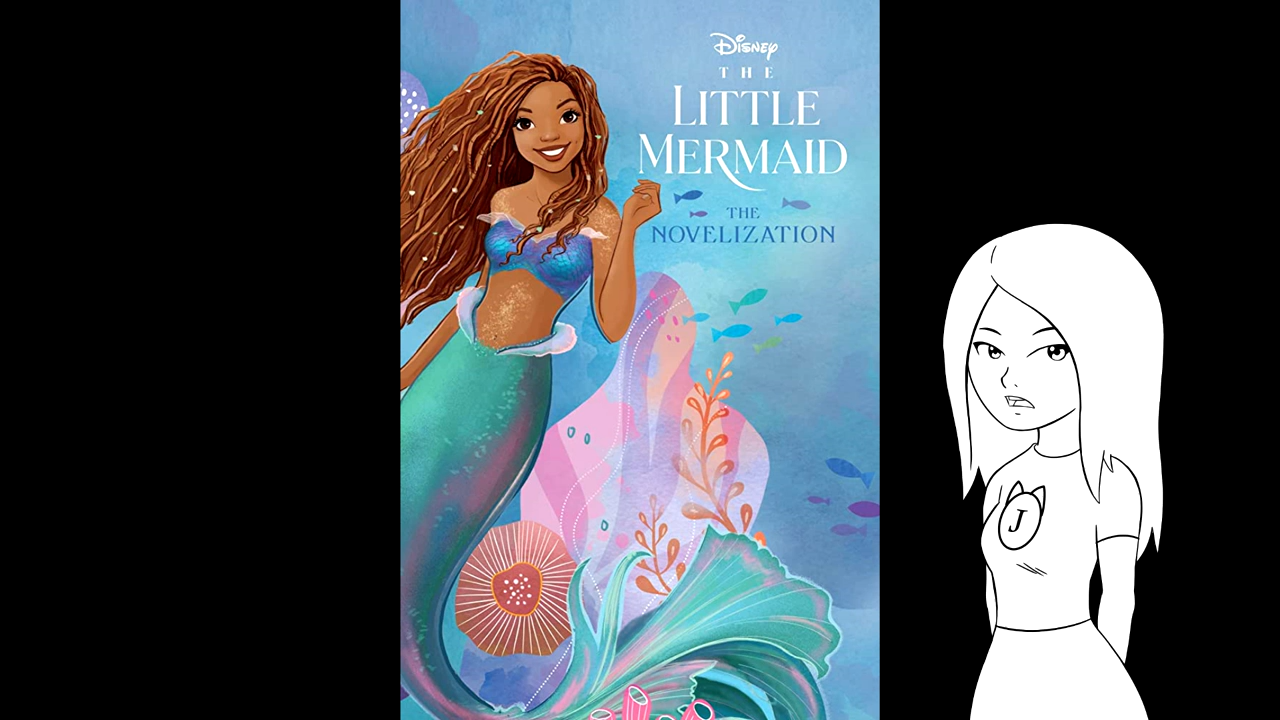 Disney
THE
LITTLE
MERMAID
THE
NOVELIZATION
J